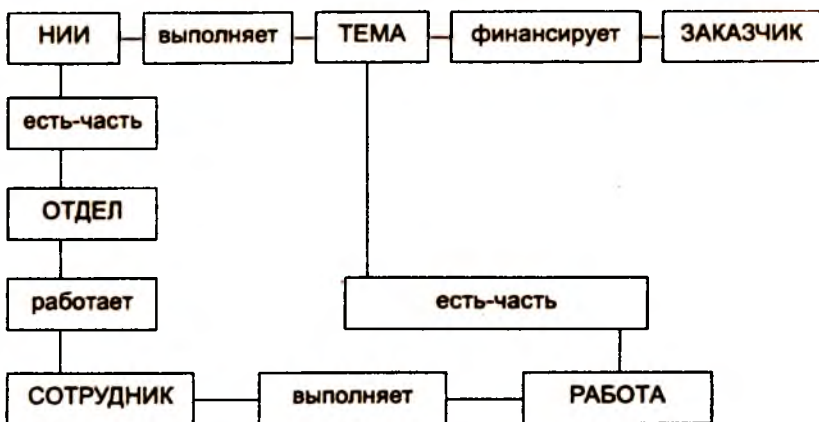 НИИ выполняет ТЕМА финансирует ЗАКАЗЧИК
есть-часть
ОТДЕЛ
работает есть-часть
СОТРУДНИК выполняет РАБОТА